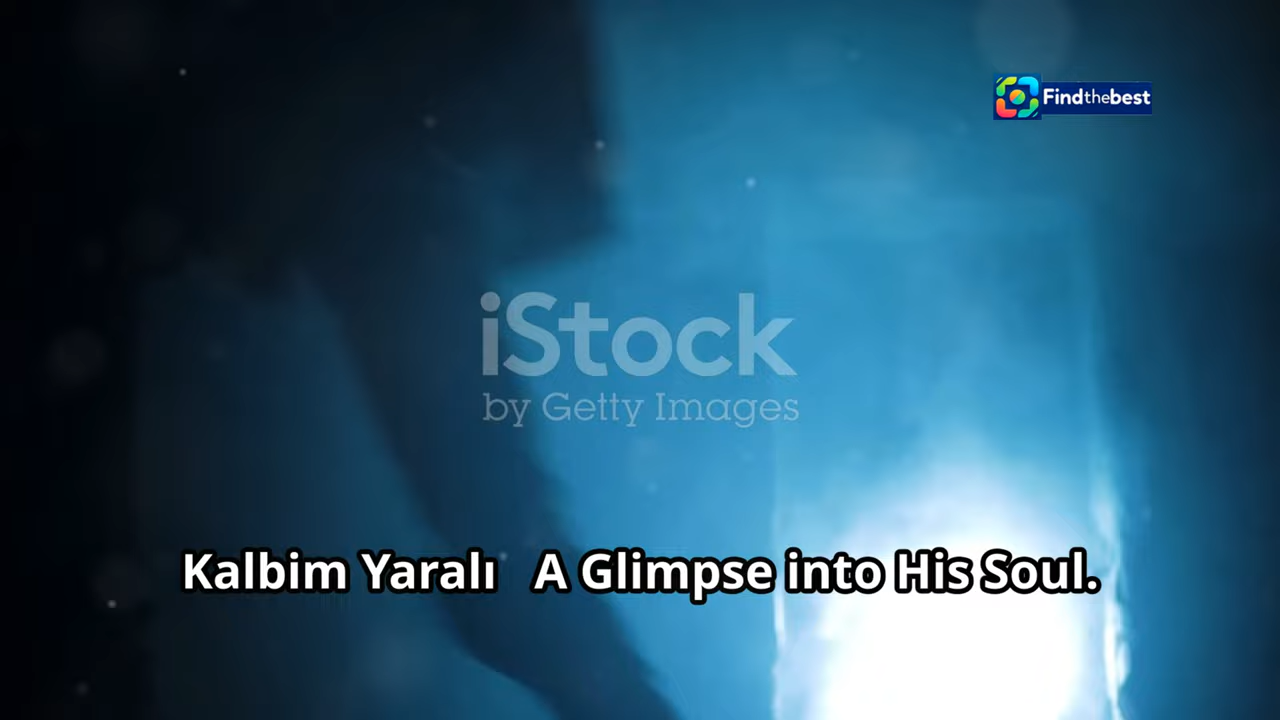 Findthebest
iStock
by Getty Images
Kalbim Yaralı A Glimpse into His Soul.